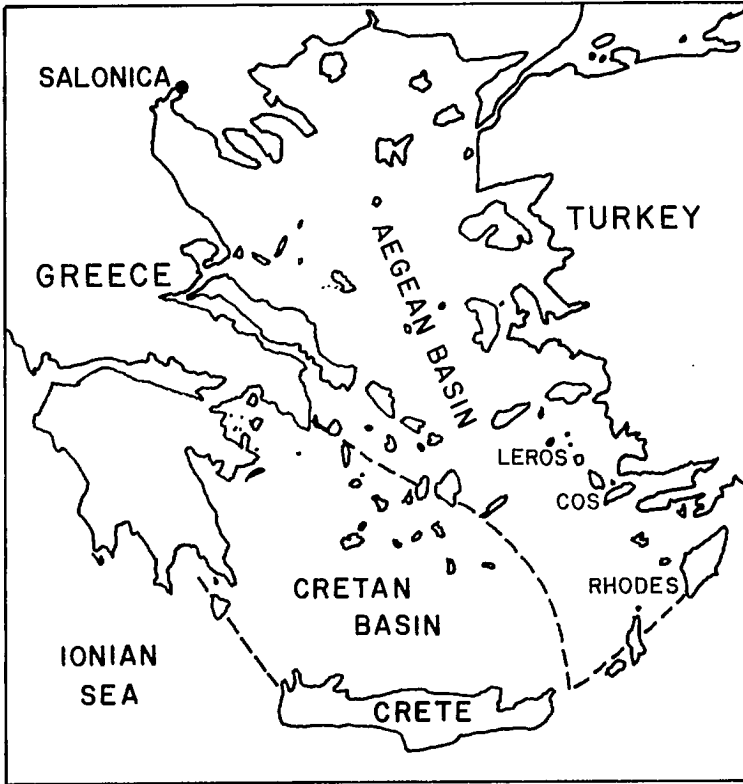 SALONICA
TURKEY
GREECE
AEGEAN BASIN
LEROS
COS
RHODES
CRETAN
BASIN
IONIAN
SEA
CRETE